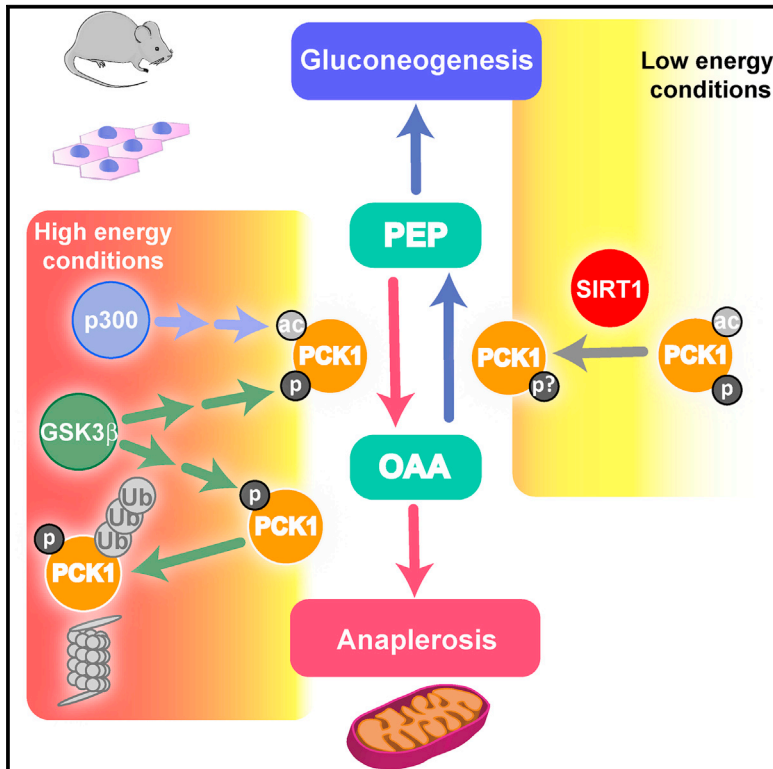 Gluconeogenesis
Low energy
conditions
High energy
conditions
PEP
SIRT1
p300
ac
PCK1
p
PCK1
p?
ac
PCK1
p
GSK3β
OAA
p
PCK1
Ub
Ub
Ub
p
PCK1
Anaplerosis